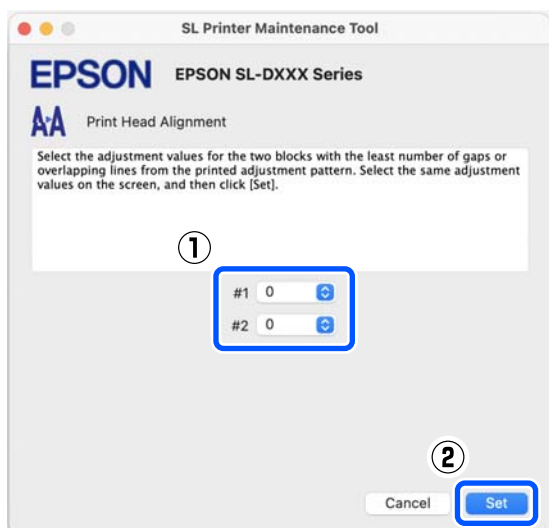 SL Printer Maintenance Tool
EPSON EPSON SL-DXXX Series
A▸A Print Head Alignment
Select the adjustment values for the two blocks with the least number of gaps or
overlapping lines from the printed adjustment pattern. Select the same adjustment
values on the screen, and then click [Set].
①
#1 0
#2 0
②
Cancel Set